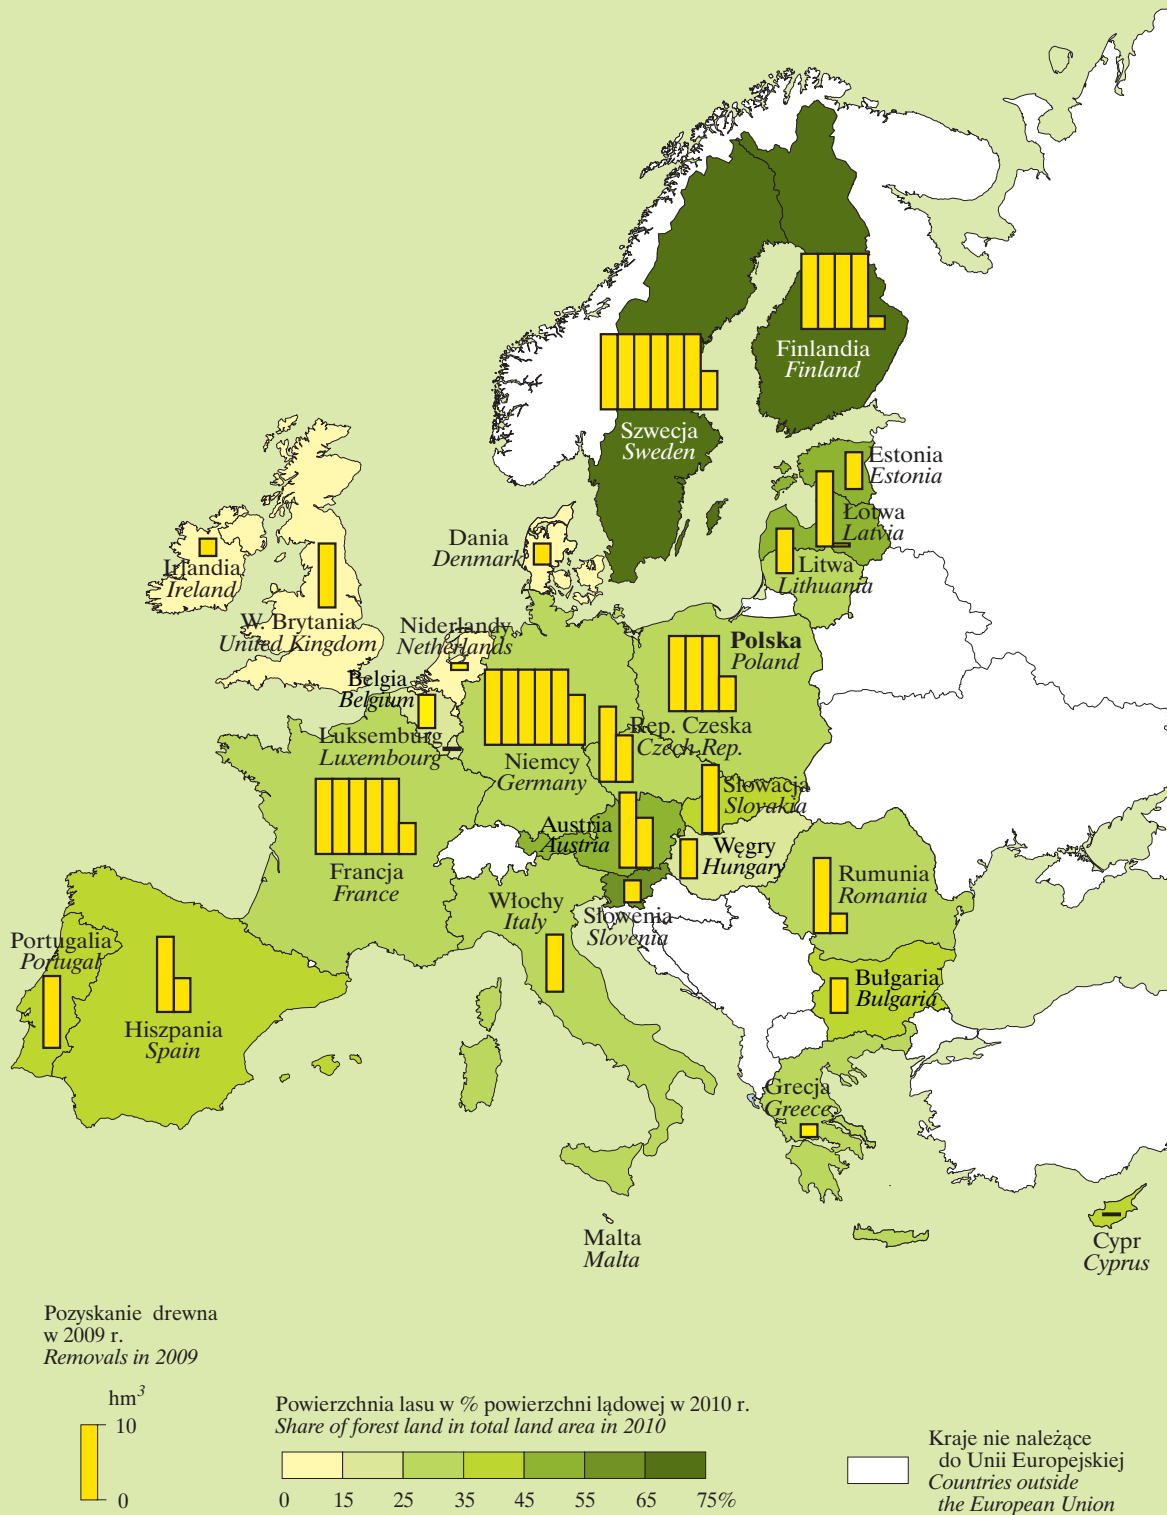 Finlandia
Finland
Szwecja
Sweden
Estonia
Estonia
Łotwa
Latvia
Litwa
Lithuania
Dania
Denmark
Irlandia
Ireland
W. Brytania
United Kingdom
Niderlandy
Netherlands
Polska
Poland
Belgia
Belgium
Luksemburg
Luxembourg
Niemcy
Germany
Rep. Czeska
Czech Rep.
Słowacja
Slovakia
Austria
Austria
Węgry
Hungary
Francja
France
Rumunia
Romania
Włochy
Italy
Słowenia
Slovenia
Portugalia
Portugal
Hiszpania
Spain
Bułgaria
Bulgaria
Grecja
Greece
Malta
Malta
Cypr
Cyprus
Pozyskanie drewna
w 2009 r.
Removals in 2009
hm³
10
0
Powierzchnia lasu w % powierzchni lądowej w 2010 r.
Share of forest land in total land area in 2010
0 15 25 35 45 55 65 75%
Kraje nie należące
do Unii Europejskiej
Countries outside
the European Union